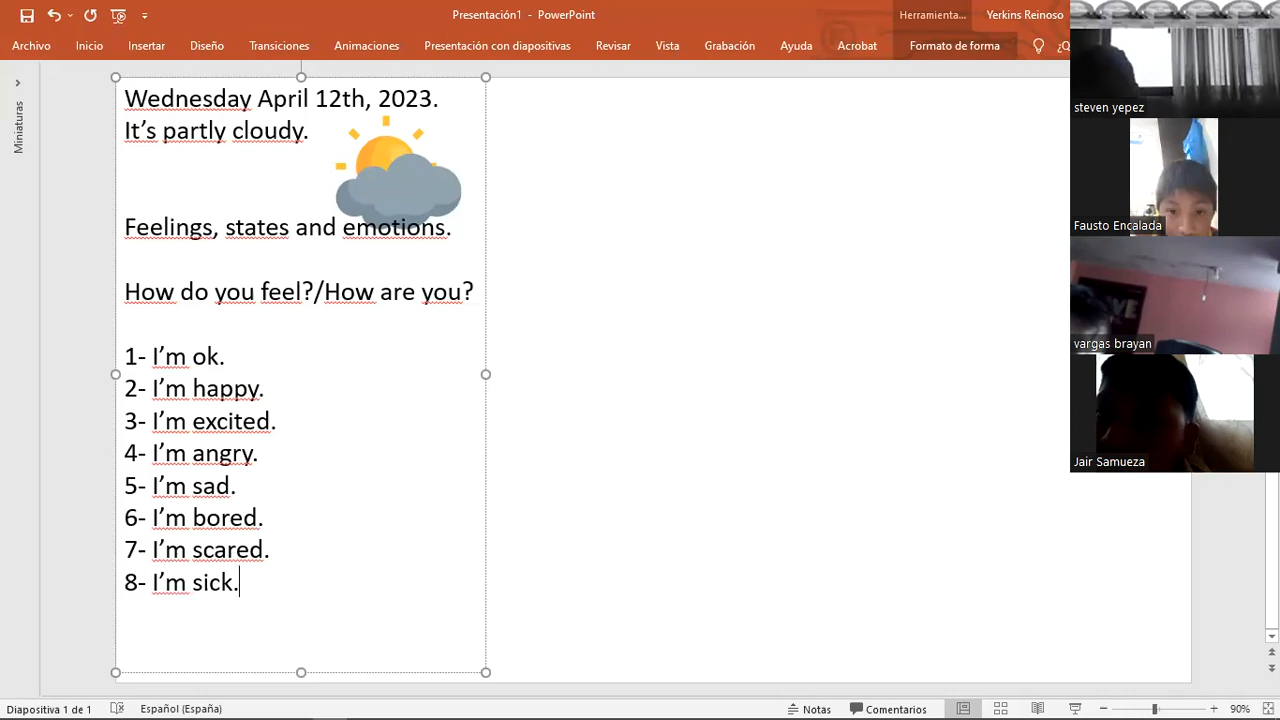 Presentación1 - PowerPoint
Herramienta...
Yerkins Reinoso
Archivo Inicio Insertar Diseño Transiciones Animaciones Presentación con diapositivas Revisar Vista Grabación Ayuda Acrobat Formato de forma ¿Q
Miniaturas
Wednesday April 12th, 2023.
It's partly cloudy.
Feelings, states and emotions.
How do you feel?/How are you?
1- I'm ok.
2- I'm happy.
3- I'm excited.
4- I'm angry.
5- I'm sad.
6- I'm bored.
7- I'm scared.
8- I'm sick.
steven yepez
Fausto Encalada
vargas brayan
Jair Samueza
Diapositiva 1 de 1 Español (España) Notas Comentarios 90%